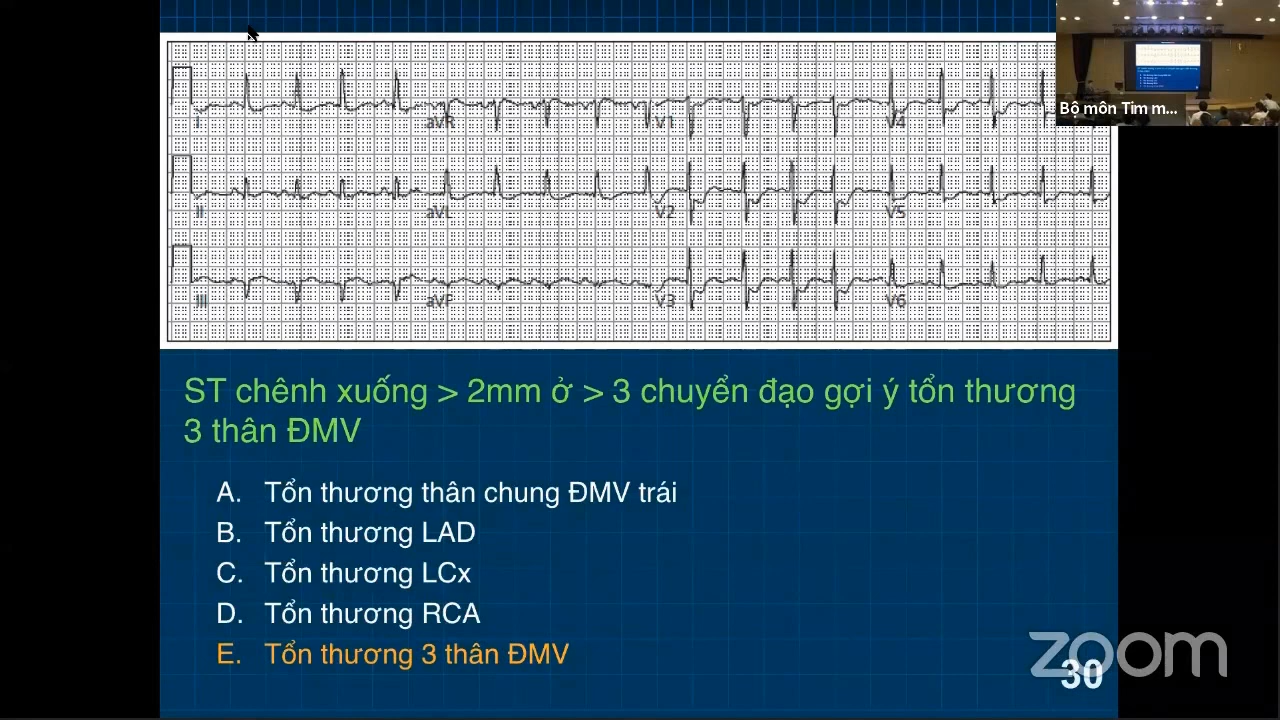 I
aVR
V1
V4
Bộ môn Tim m...
II
aVL
V2
V5
III
aVF
V3
V6
ST chênh xuống > 2mm ở > 3 chuyển đạo gợi ý tổn thương
3 thân ĐMV
A. Tổn thương thân chung ĐMV trái
B. Tổn thương LAD
C. Tổn thương LCx
D. Tổn thương RCA
E. Tổn thương 3 thân ĐMV
zoom
30